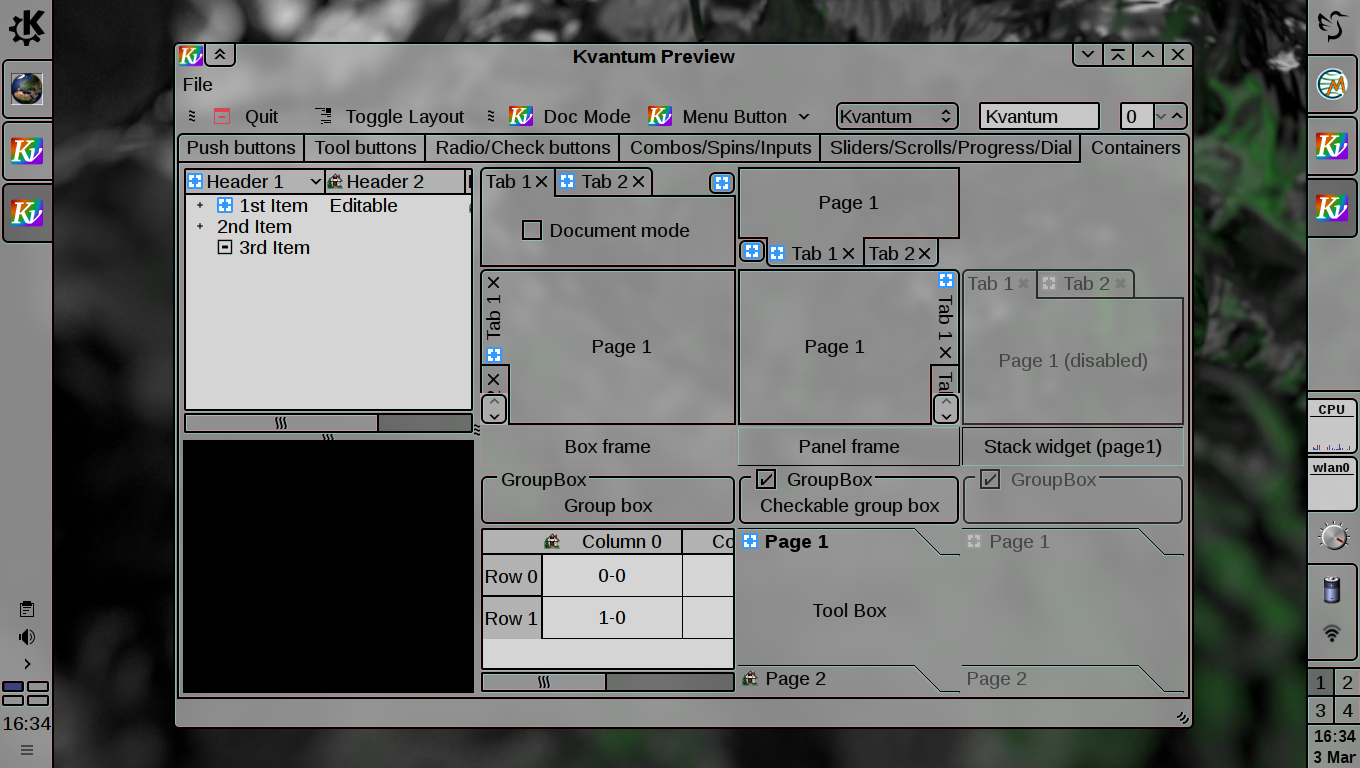 Kvantum Preview
File
Quit Toggle Layout Doc Mode Menu Button Kvantum Kvantum 0
Push buttons Tool buttons Radio/Check buttons Combos/Spins/Inputs Sliders/Scrolls/Progress/Dial Containers
Header 1 Header 2
1st Item Editable
2nd Item
3rd Item
Tab 1 Tab 2
Document mode
Page 1
Tab 1 Tab 2
Tab 1
Page 1
Page 1
Tab 1
Tab 1 Tab 2
Page 1 (disabled)
Box frame
Panel frame
Stack widget (page1)
GroupBox
Group box
GroupBox
Checkable group box
GroupBox
Column 0 Co
Row 0 0-0
Row 1 1-0
Page 1
Tool Box
Page 2
Page 1
Page 2
16:34
CPU
wlan0
1 2
3 4
16:34
3 Mar